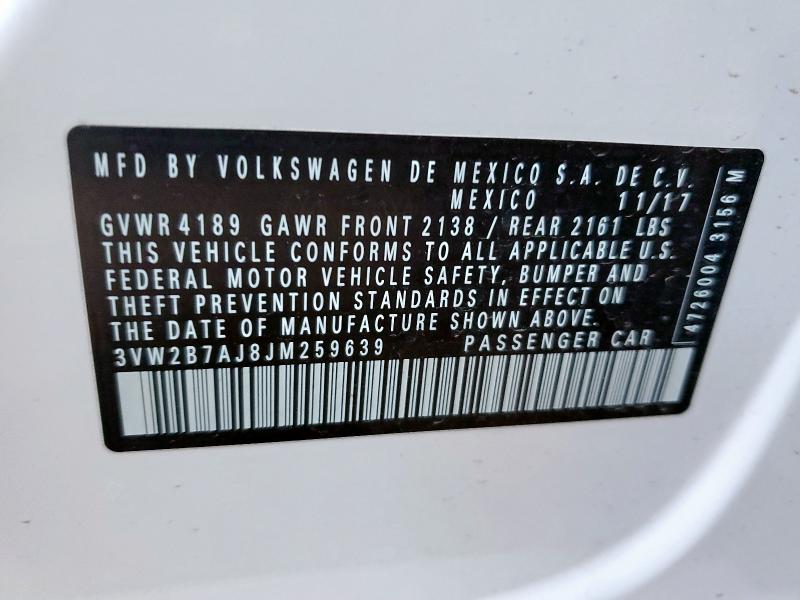 MFD BY VOLKSWAGEN DE MEXICO S.A. DE C.V.
MEXICO 11/17
GVWR 4189 GAWR FRONT 2138 / REAR 2161 LBS
THIS VEHICLE CONFORMS TO ALL APPLICABLE U.S.
FEDERAL MOTOR VEHICLE SAFETY, BUMPER AND
THEFT PREVENTION STANDARDS IN EFFECT ON
THE DATE OF MANUFACTURE SHOWN ABOVE.
3VW2B7AJ8JM259639 PASSENGER CAR
4726004 3156 M